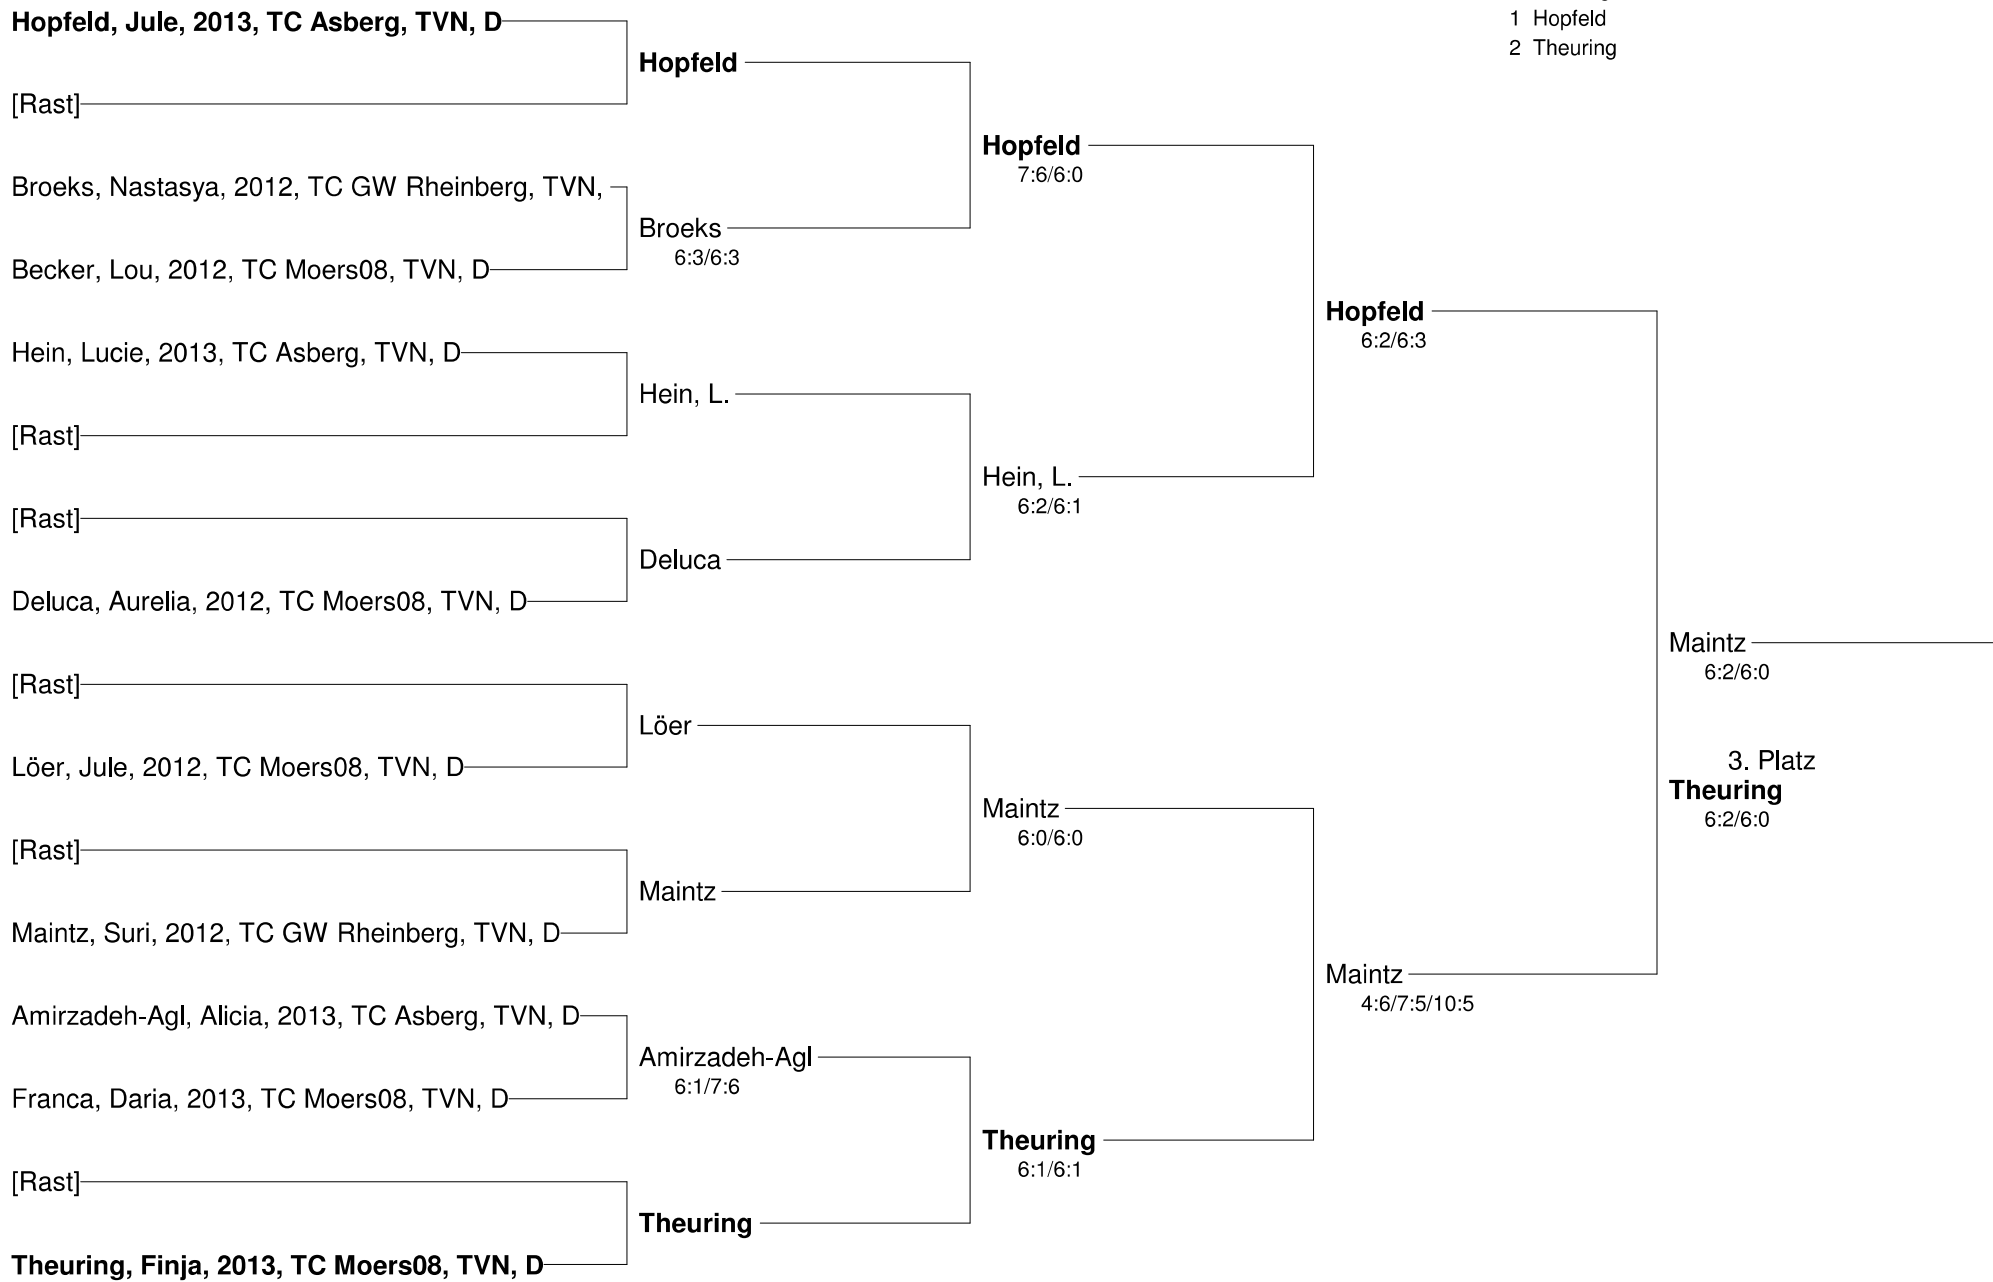 Hopfeld, Jule, 2013, TC Asberg, TVN, D
[Rast]
Broeks, Nastasya, 2012, TC GW Rheinberg, TVN,
Becker, Lou, 2012, TC Moers08, TVN, D
Hein, Lucie, 2013, TC Asberg, TVN, D
[Rast]
[Rast]
Deluca, Aurelia, 2012, TC Moers08, TVN, D
[Rast]
Löer, Jule, 2012, TC Moers08, TVN, D
[Rast]
Maintz, Suri, 2012, TC GW Rheinberg, TVN, D
Amirzadeh-Agl, Alicia, 2013, TC Asberg, TVN, D
Franca, Daria, 2013, TC Moers08, TVN, D
[Rast]
Theuring, Finja, 2013, TC Moers08, TVN, D
Hopfeld
Broeks
6:3/6:3
Hein, L.
Deluca
Löer
Maintz
Amirzadeh-Agl
6:1/7:6
Theuring
Hopfeld
7:6/6:0
Hein, L.
6:2/6:1
Maintz
6:0/6:0
Theuring
6:1/6:1
Hopfeld
6:2/6:3
Maintz
4:6/7:5/10:5
1 Hopfeld
2 Theuring
Maintz
6:2/6:0
3. Platz
Theuring
6:2/6:0